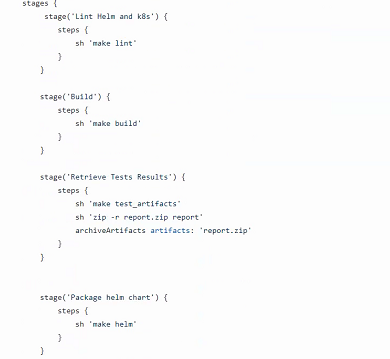 stages {
stage('Lint Helm and k8s') {
steps {
sh 'make lint'
}
}
stage('Build') {
steps {
sh 'make build'
}
}
stage('Retrieve Tests Results') {
steps {
sh 'make test_artifacts'
sh 'zip -r report.zip report'
archiveArtifacts artifacts: 'report.zip'
}
}
stage('Package helm chart') {
steps {
sh 'make helm'
}
}